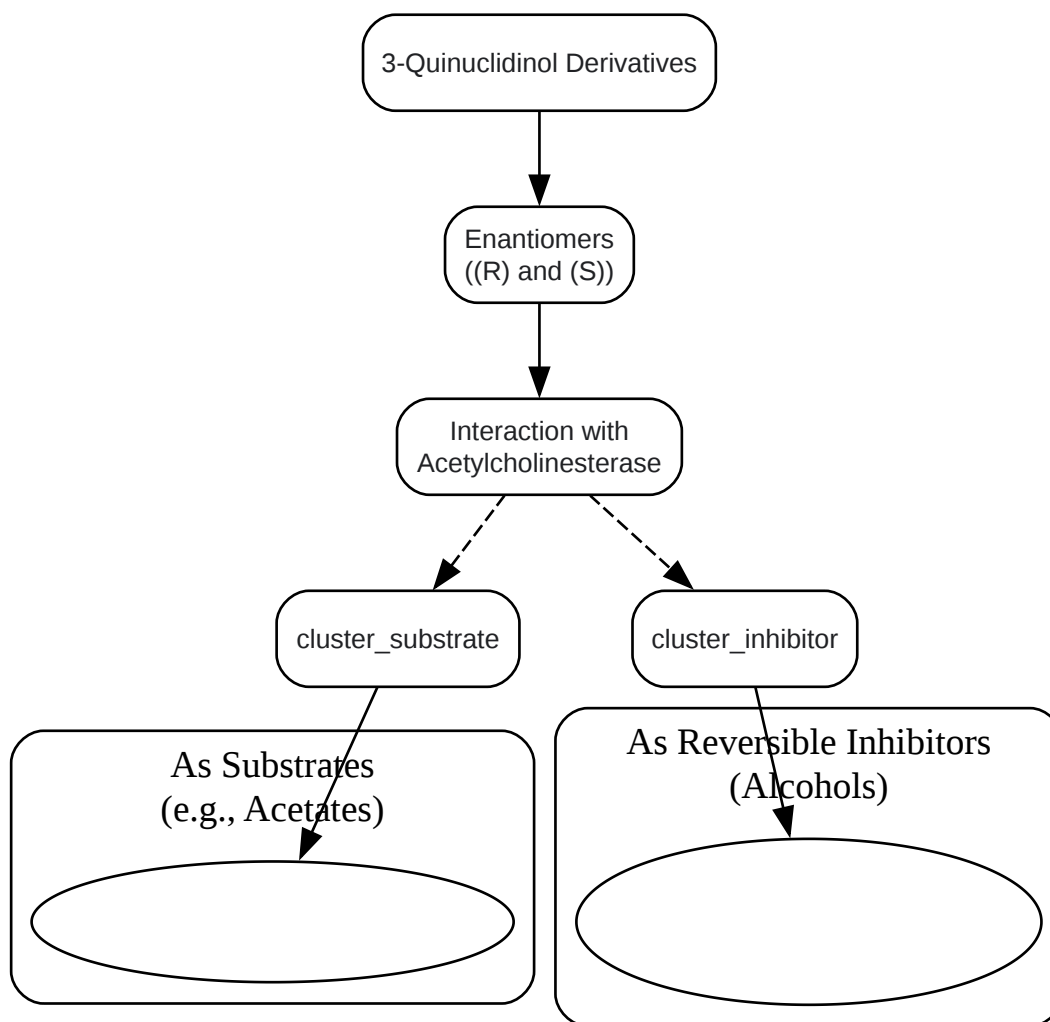 3-Quinuclidinol Derivatives
Enantiomers
((R) and (S))
Interaction with
Acetylcholinesterase
cluster_substrate
cluster_inhibitor
As Substrates
(e.g., Acetates)
As Reversible Inhibitors
(Alcohols)